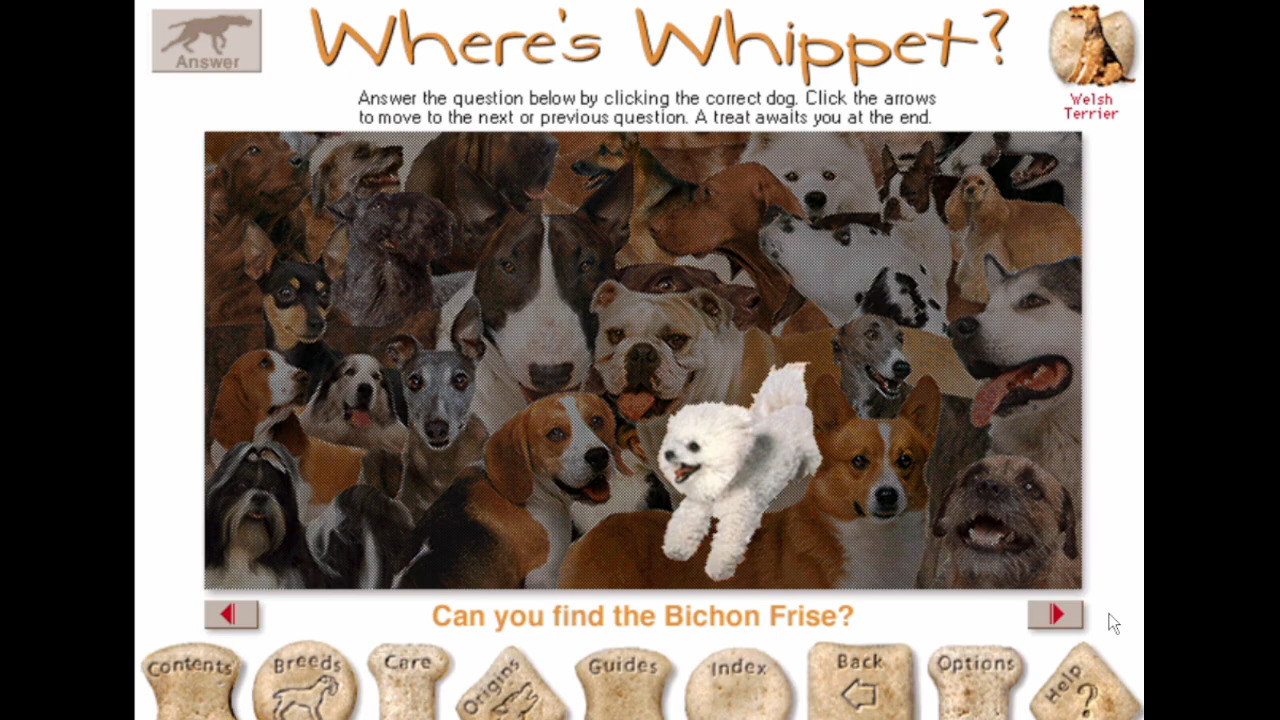 Where's Whippet?
Answer
Welsh
Terrier
Answer the question below by clicking the correct dog. Click the arrows
to move to the next or previous question. A treat awaits you at the end.
Can you find the Bichon Frise?
Contents
Breeds
Care
Origins
Guides
Index
Back
Options
Help
?